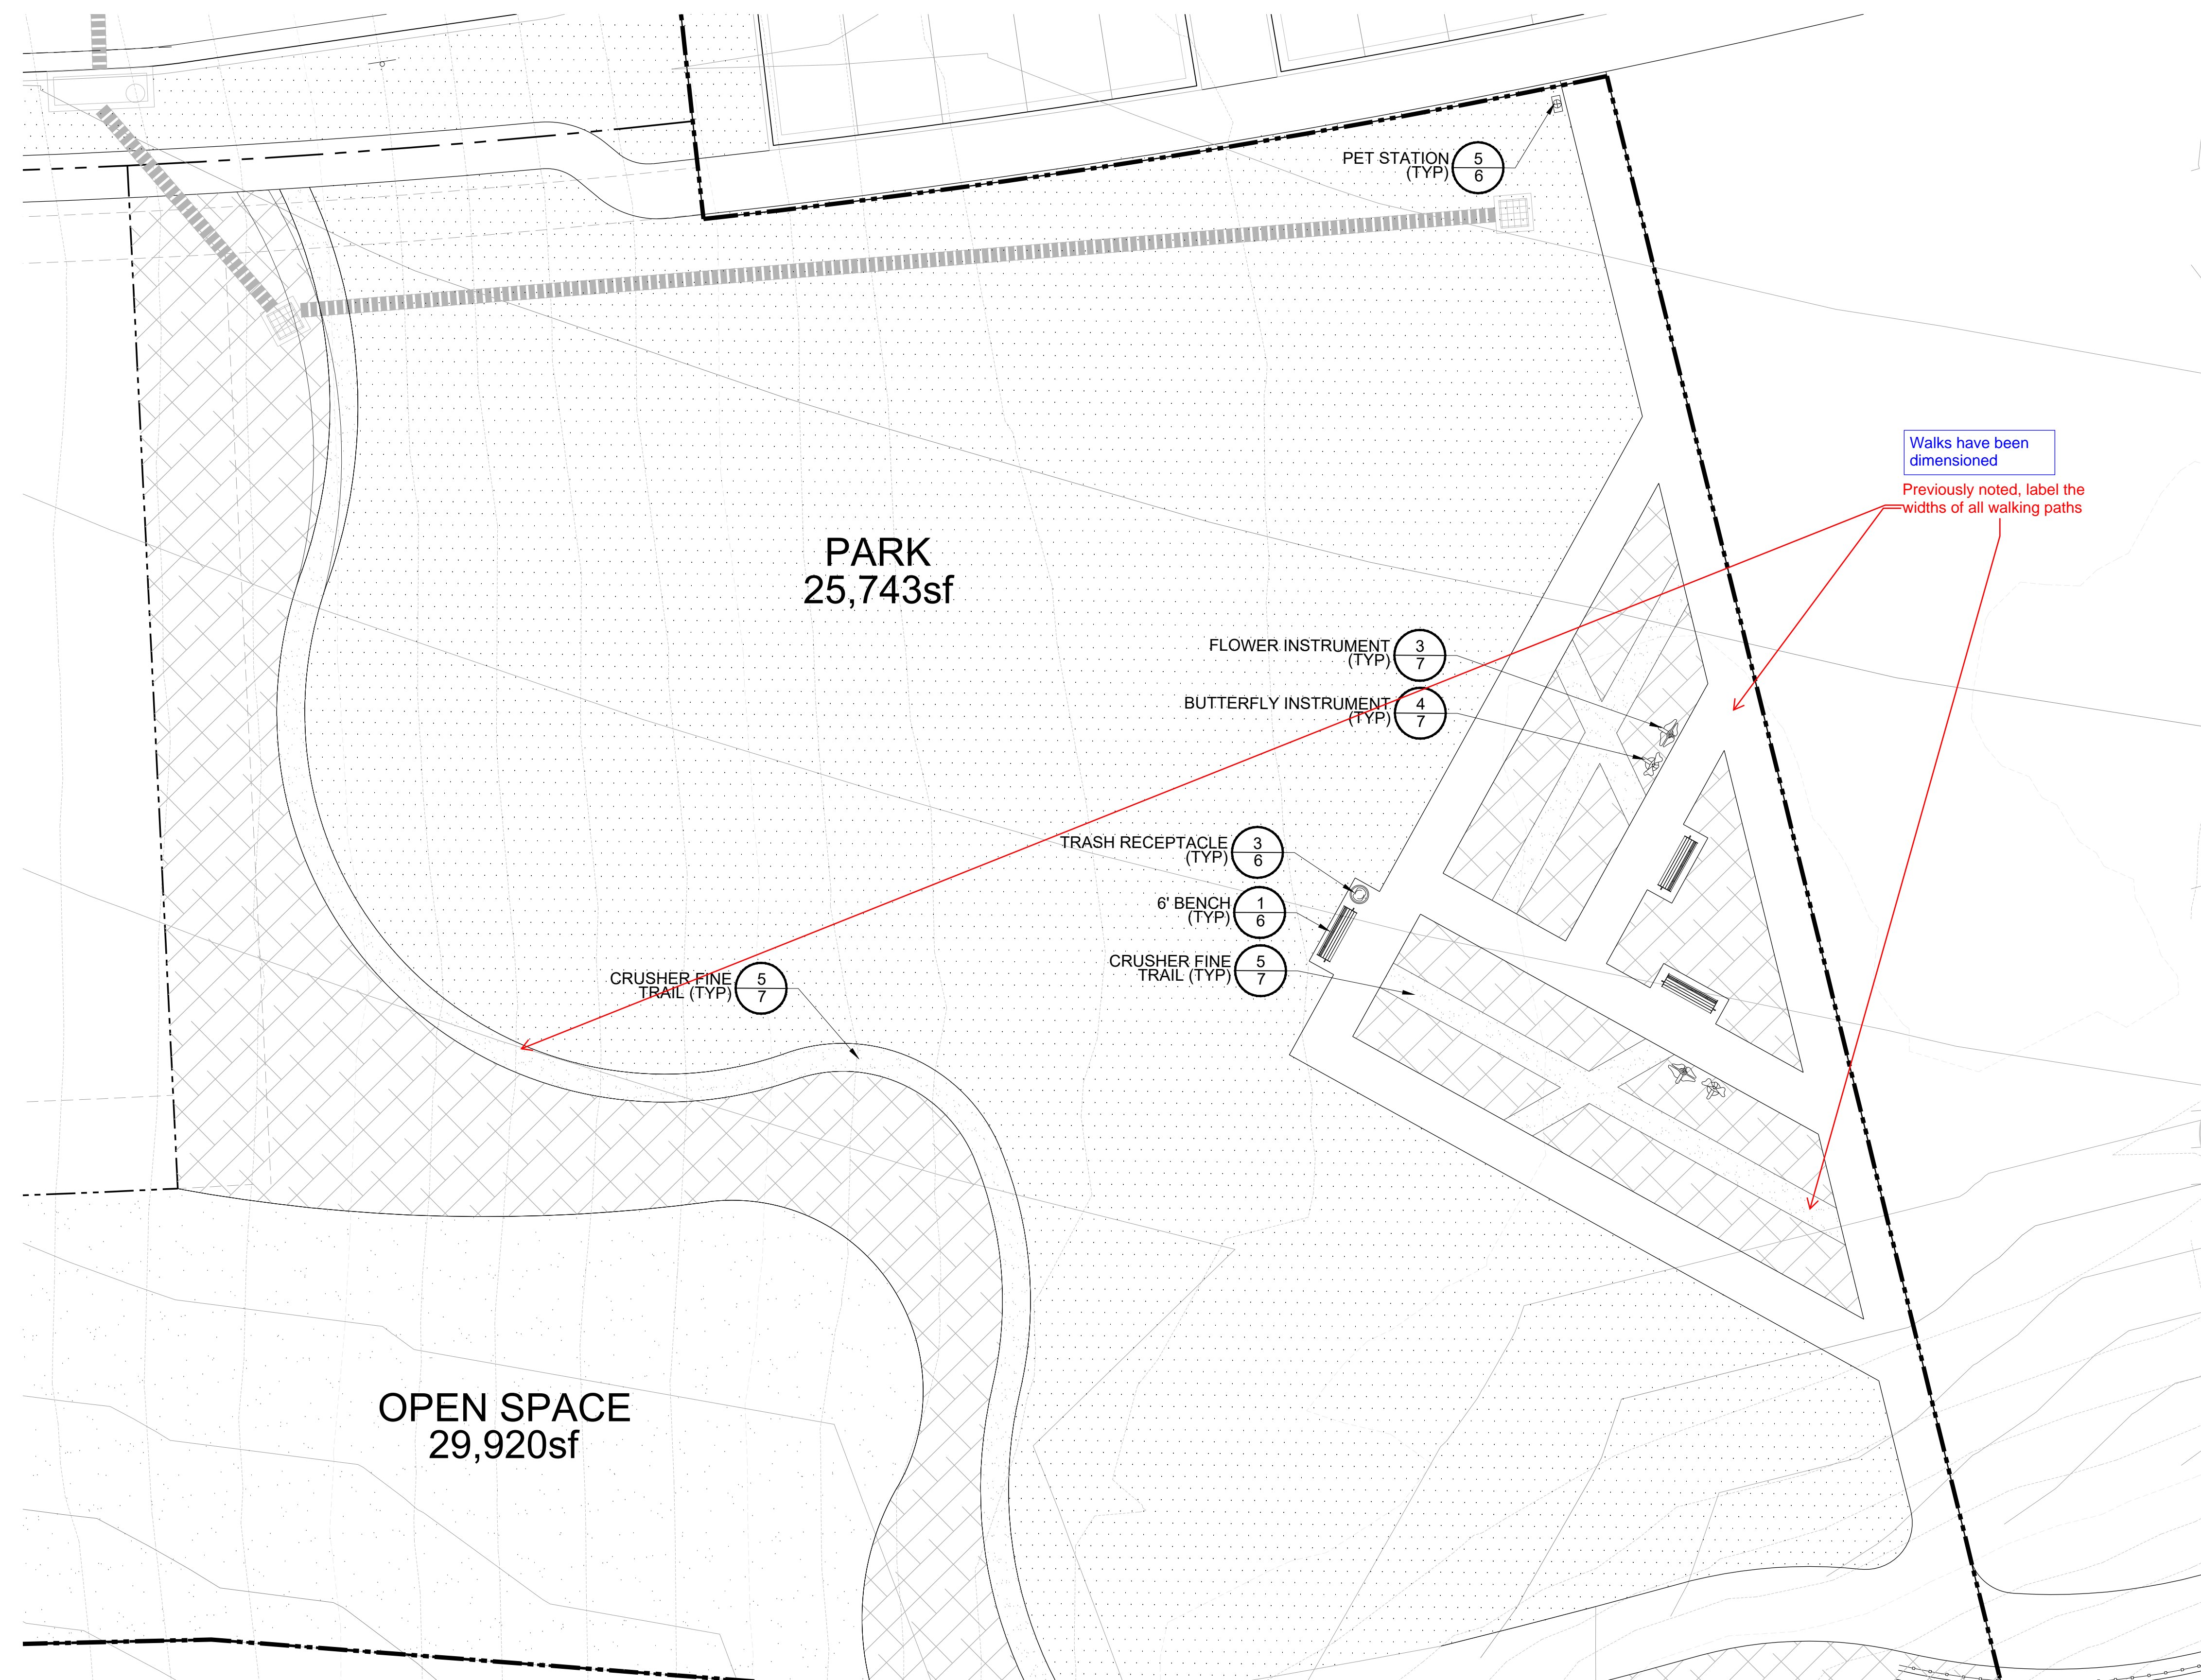 PET STATION
(TYP)
5
6
Walks have been
dimensioned
Previously noted, label the
widths of all walking paths
PARK
25,743sf
FLOWER INSTRUMENT
(TYP)
3
7
BUTTERFLY INSTRUMENT
(TYP)
4
7
TRASH RECEPTACLE
(TYP)
3
6
6' BENCH
(TYP)
1
6
CRUSHER FINE
TRAIL (TYP)
5
7
CRUSHER FINE
TRAIL (TYP)
5
7
OPEN SPACE
29,920sf